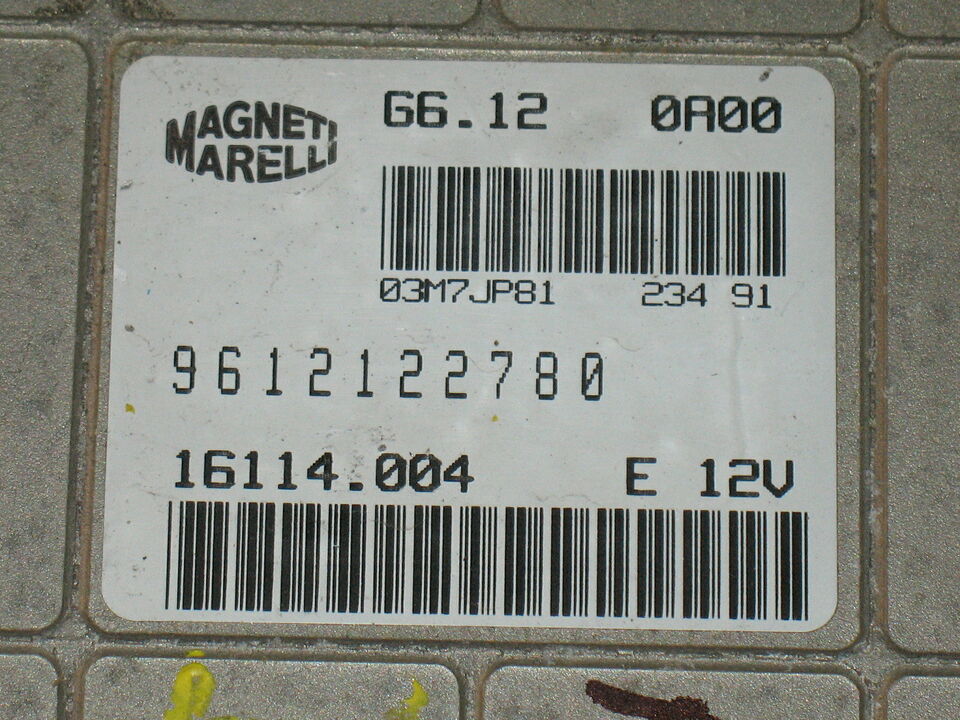 MAGNETI
MARELLI
G6.12 0A00
03M7JP81 234 91
9612122780
16114.004 E 12V